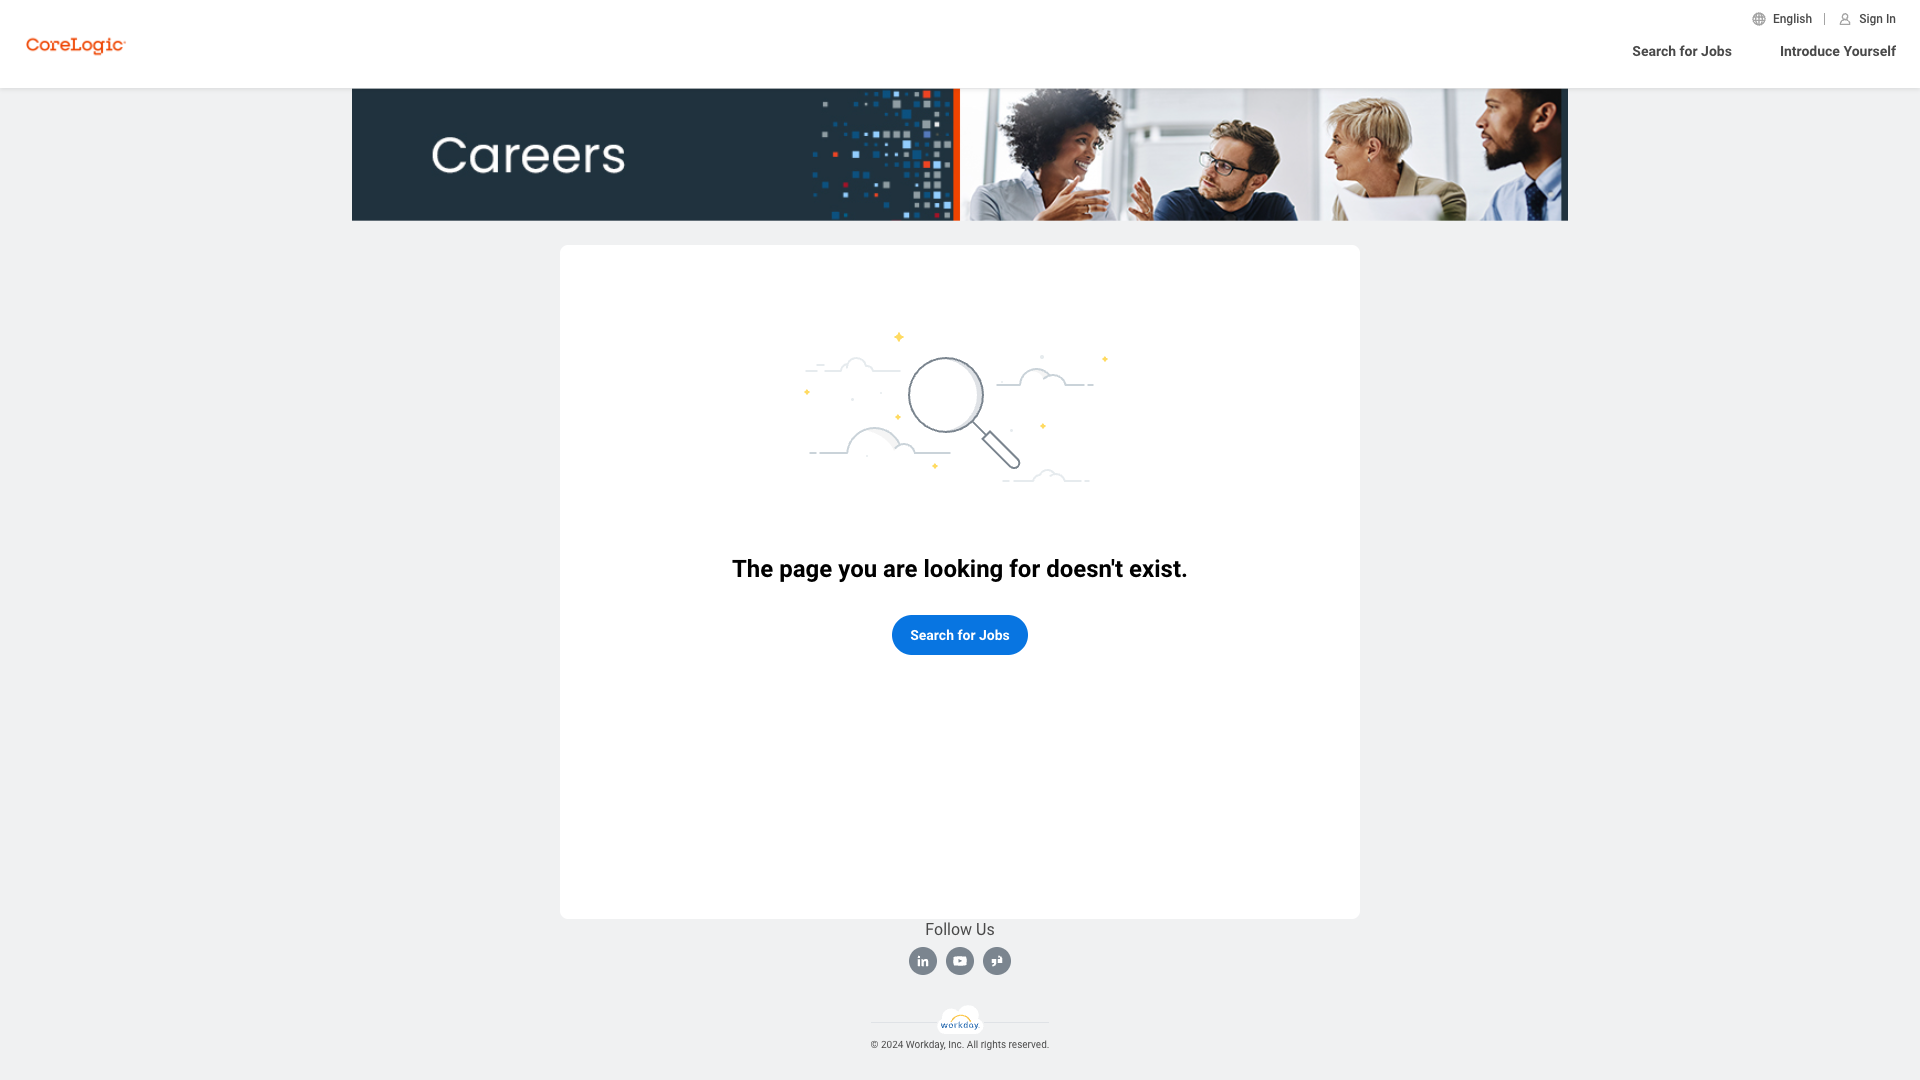 English
Sign In
CoreLogic
Search for Jobs
Introduce Yourself
Careers
The page you are looking for doesn't exist.
Search for Jobs
Follow Us
in
workday.
© 2024 Workday, Inc. All rights reserved.